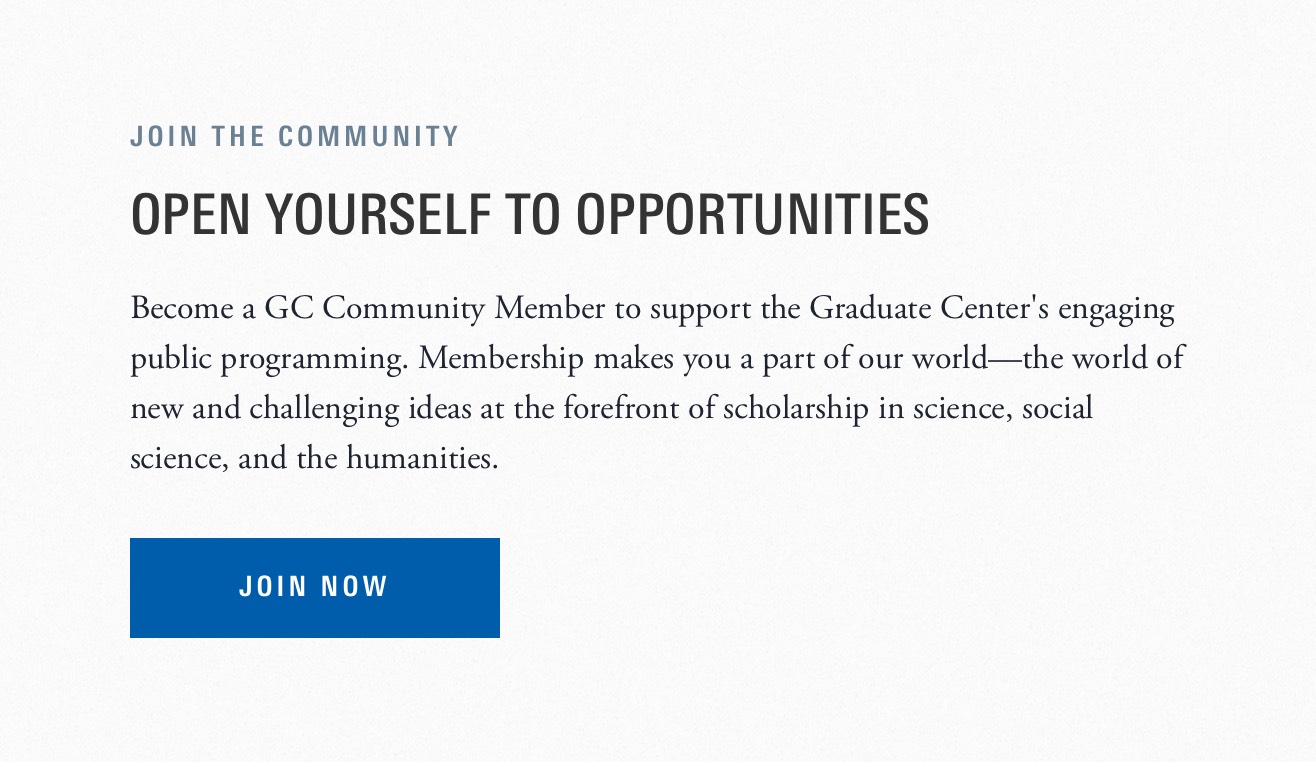 JOIN THE COMMUNITY
OPEN YOURSELF TO OPPORTUNITIES
Become a GC Community Member to support the Graduate Center's engaging
public programming. Membership makes you a part of our world—the world of
new and challenging ideas at the forefront of scholarship in science, social
science, and the humanities.
JOIN NOW